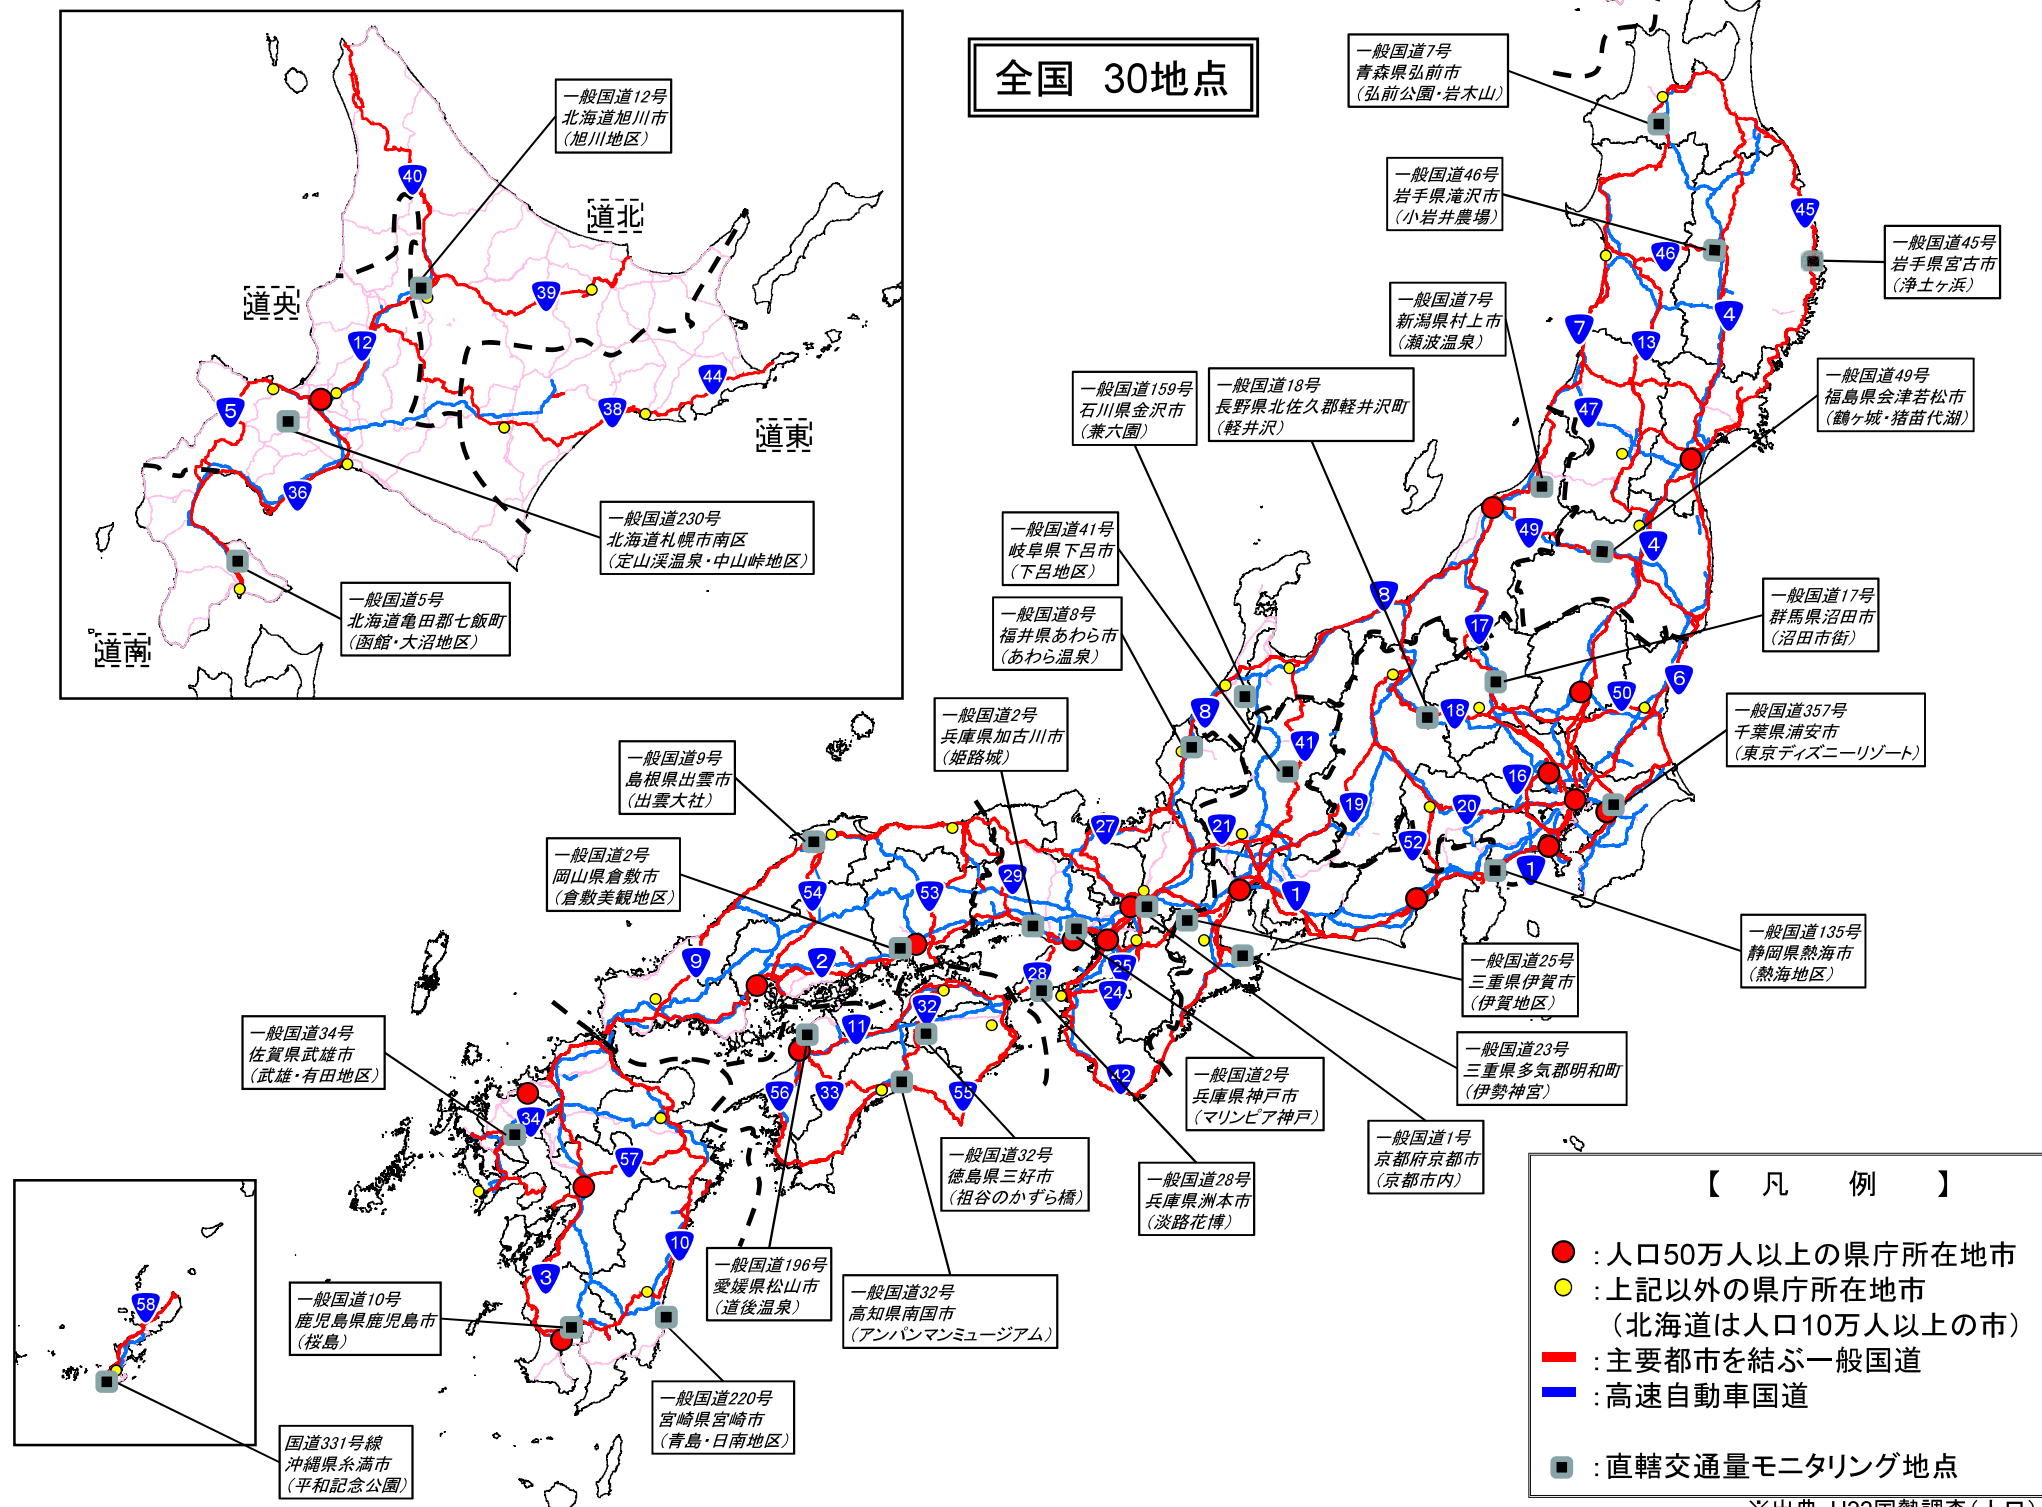 全国　30地点
一般国道12号
北海道旭川市
（旭川地区）
道北
道央
道東
道南
40
39
12
5
44
38
36
一般国道230号
北海道札幌市南区
（定山渓温泉・中山峠地区）
一般国道5号
北海道亀田郡七飯町
（函館・大沼地区）
一般国道7号
青森県弘前市
（弘前公園・岩木山）
一般国道46号
岩手県滝沢市
（小岩井農場）
一般国道45号
岩手県宮古市
（浄土ヶ浜）
一般国道7号
新潟県村上市
（瀬波温泉）
一般国道49号
福島県会津若松市
（鶴ヶ城・猪苗代湖）
一般国道159号
石川県金沢市
（兼六園）
一般国道18号
長野県北佐久郡軽井沢町
（軽井沢）
一般国道41号
岐阜県下呂市
（下呂地区）
一般国道8号
福井県あわら市
（あわら温泉）
一般国道17号
群馬県沼田市
（沼田市街）
一般国道357号
千葉県浦安市
（東京ディズニーリゾート）
一般国道2号
兵庫県加古川市
（姫路城）
一般国道9号
島根県出雲市
（出雲大社）
一般国道2号
岡山県倉敷市
（倉敷美観地区）
一般国道135号
静岡県熱海市
（熱海地区）
一般国道25号
三重県伊賀市
（伊賀地区）
一般国道23号
三重県多気郡明和町
（伊勢神宮）
一般国道2号
兵庫県神戸市
（マリンピア神戸）
一般国道1号
京都府京都市
（京都市内）
一般国道28号
兵庫県洲本市
（淡路花博）
一般国道32号
徳島県三好市
（祖谷のかずら橋）
一般国道34号
佐賀県武雄市
（武雄・有田地区）
一般国道196号
愛媛県松山市
（道後温泉）
一般国道32号
高知県南国市
（アンパンマンミュージアム）
一般国道10号
鹿児島県鹿児島市
（桜島）
一般国道220号
宮崎県宮崎市
（青島・日南地区）
国道331号線
沖縄県糸満市
（平和記念公園）
45
46
4
7
13
47
49
4
8
17
6
50
18
8
41
16
20
19
52
21
27
1
1
29
53
54
9
2
28
25
24
42
32
11
33
55
56
34
57
10
3
58
【　凡　例　】
：人口50万人以上の県庁所在地市
：上記以外の県庁所在地市
（北海道は人口10万人以上の市）
：主要都市を結ぶ一般国道
：高速自動車国道
：直轄交通量モニタリング地点